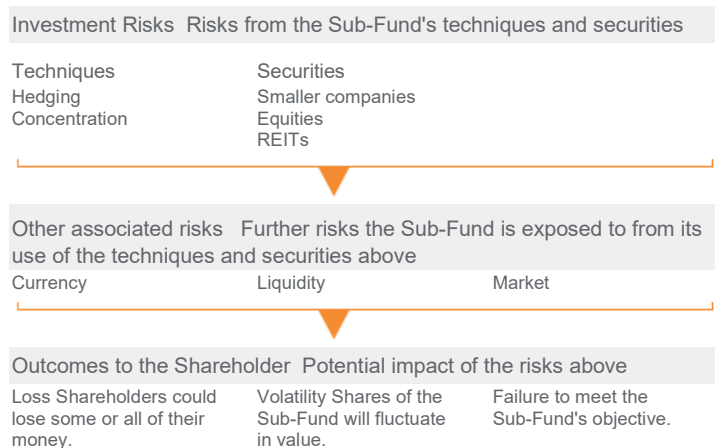 Investment Risks Risks from the Sub-Fund's techniques and securities
Techniques
Securities
Hedging
Smaller companies
Concentration
Equities
REITs
Other associated risks Further risks the Sub-Fund is exposed to from its
use of the techniques and securities above
Currency
Liquidity
Market
Outcomes to the Shareholder Potential impact of the risks above
Loss Shareholders could
lose some or all of their
money.
Volatility Shares of the
Sub-Fund will fluctuate
in value.
Failure to meet the
Sub-Fund's objective.